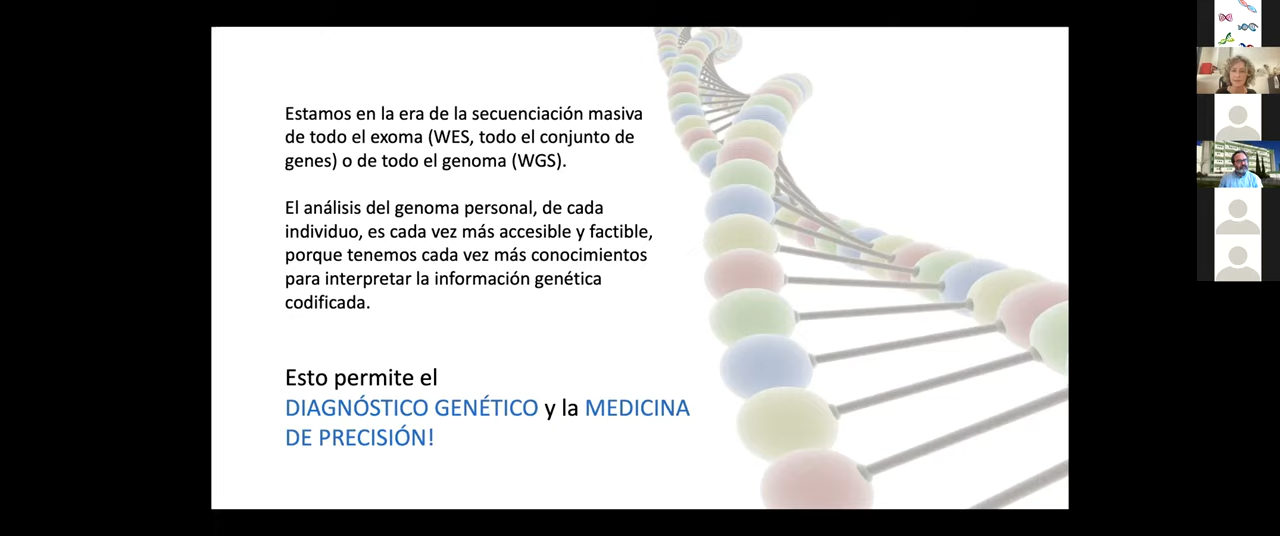 Estamos en la era de la secuenciación masiva
de todo el exoma (WES, todo el conjunto de
genes) o de todo el genoma (WGS).
El análisis del genoma personal, de cada
individuo, es cada vez más accesible y factible,
porque tenemos cada vez más conocimientos
para interpretar la información genética
codificada.
Esto permite el
DIAGNÓSTICO GENÉTICO y la MEDICINA
DE PRECISIÓN!